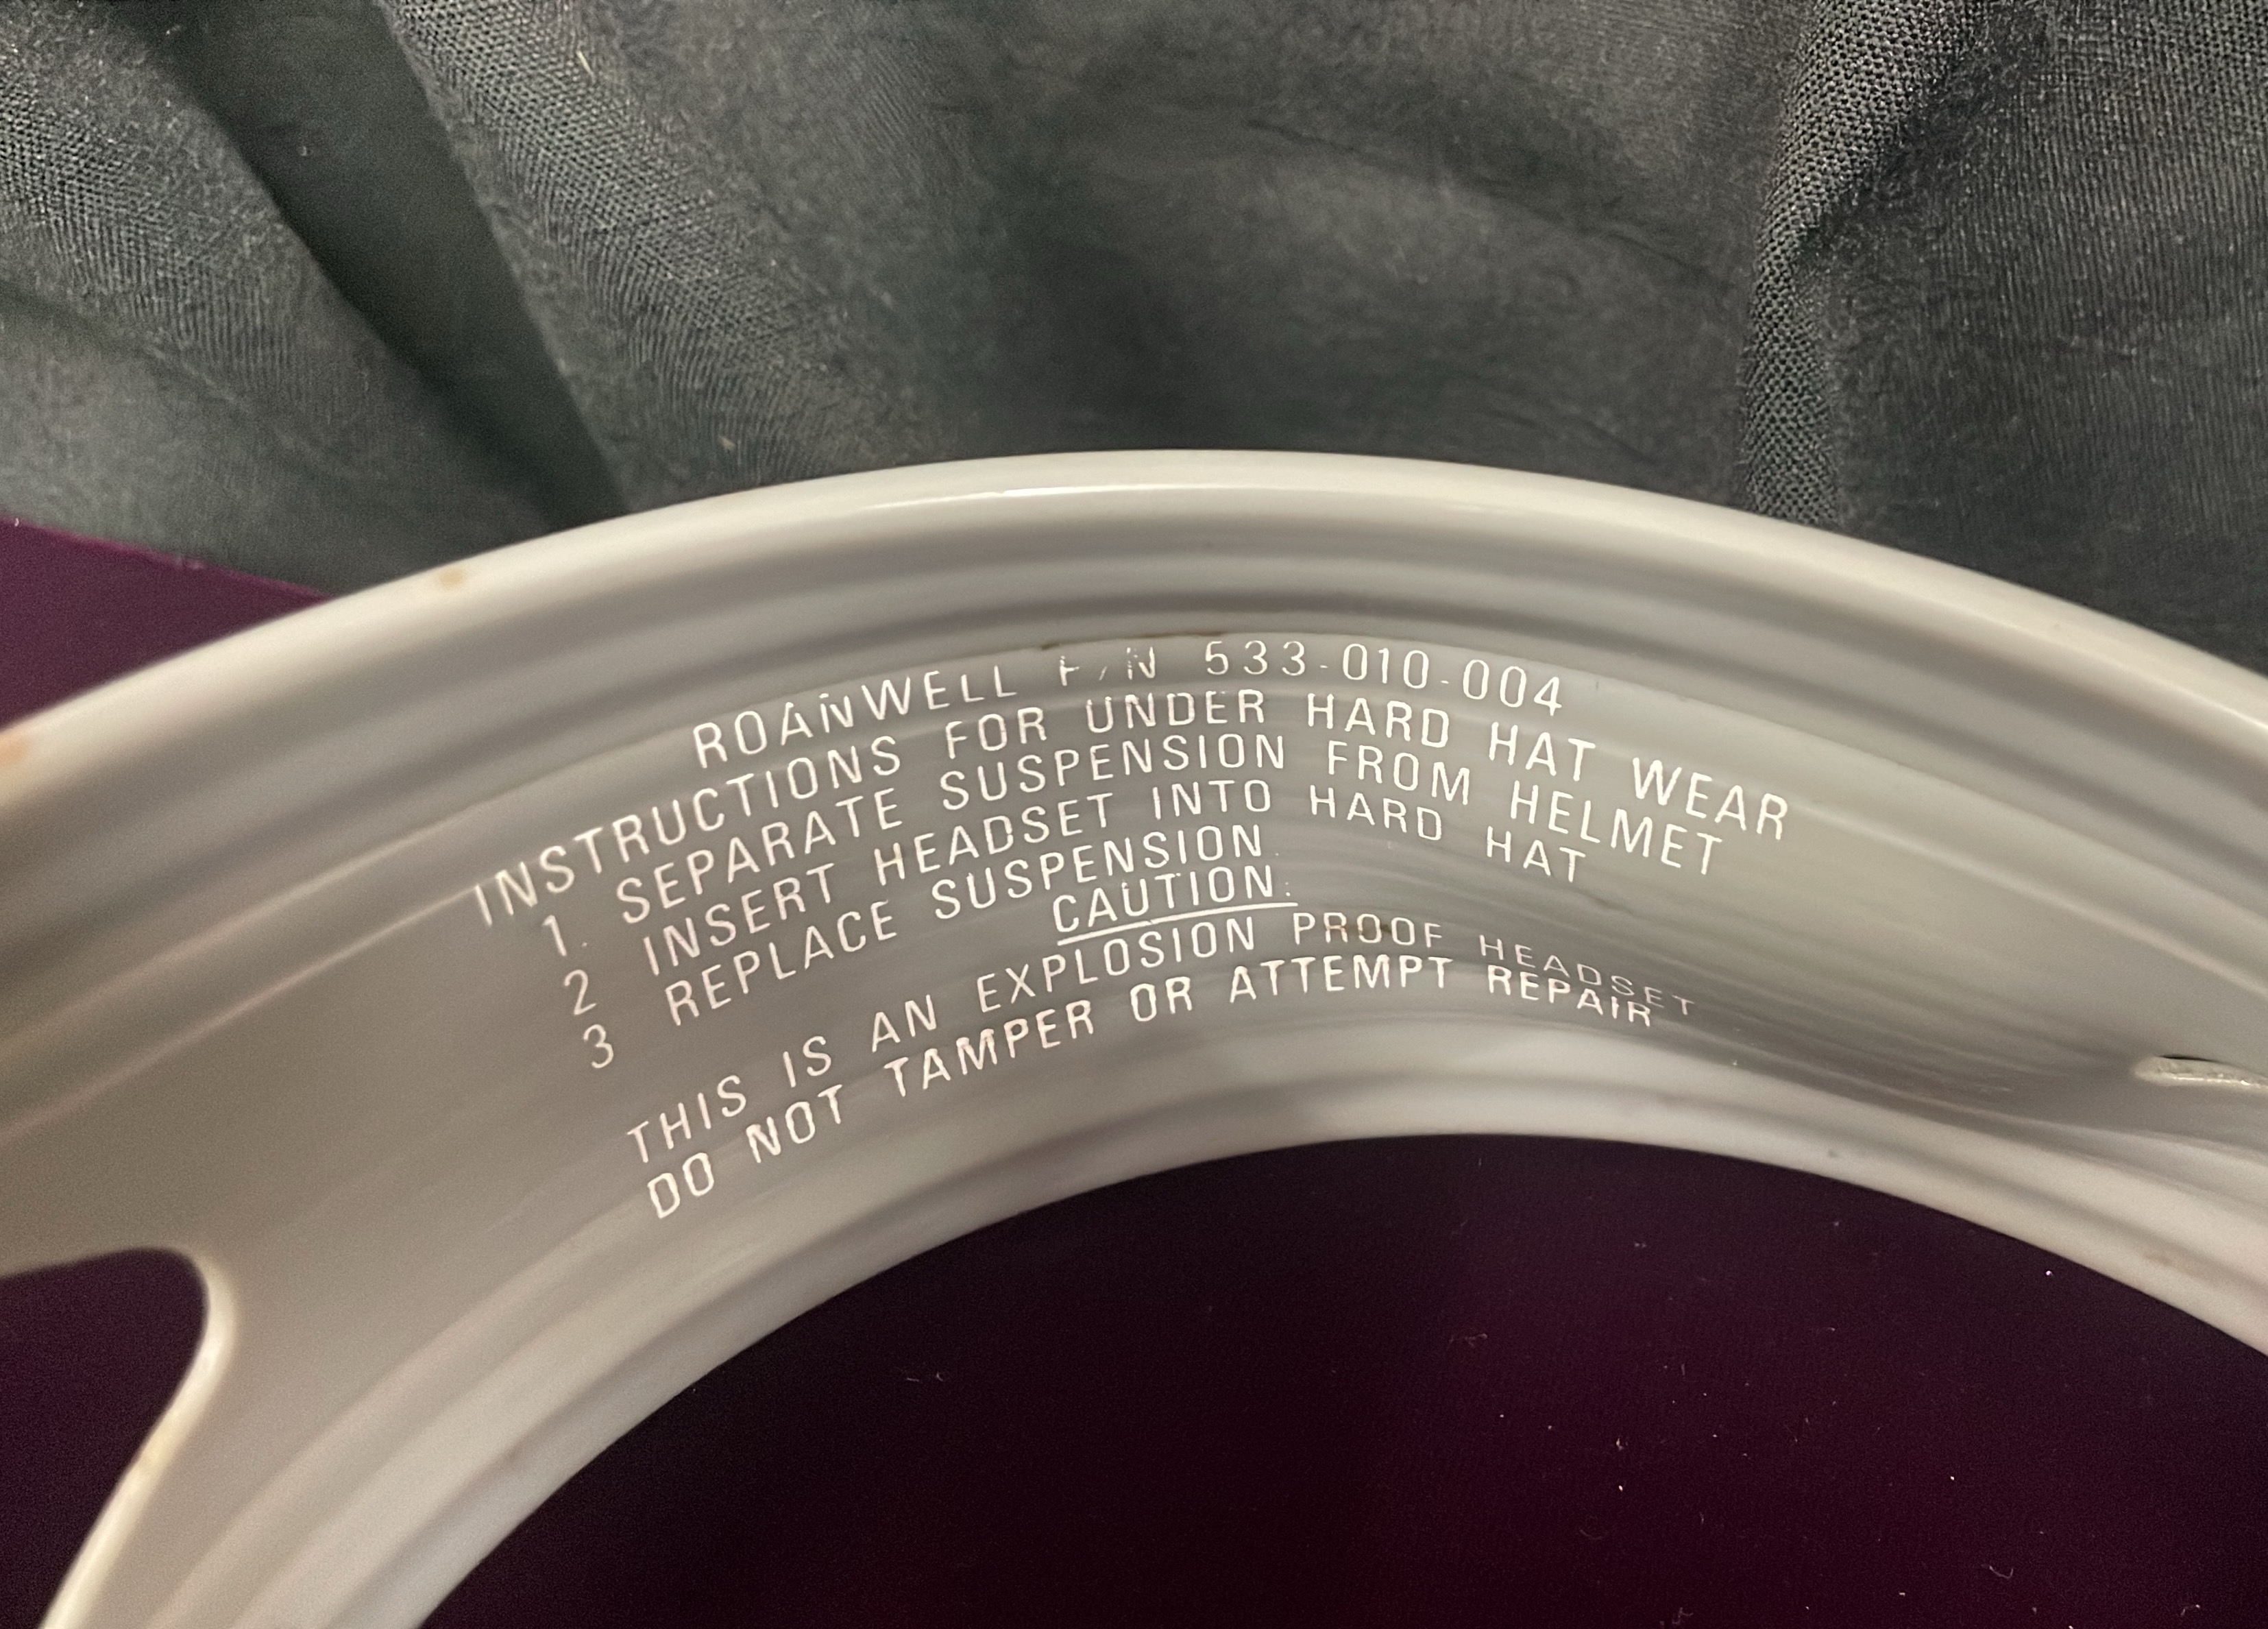 ROANWELL P/N 533-010-004
INSTRUCTIONS FOR UNDER HARD HAT WEAR
1. SEPARATE SUSPENSION FROM HELMET
2 INSERT HEADSET INTO HARD HAT
3 REPLACE SUSPENSION.
CAUTION:
THIS IS AN EXPLOSION PROOF HEADSET
DO NOT TAMPER OR ATTEMPT REPAIR